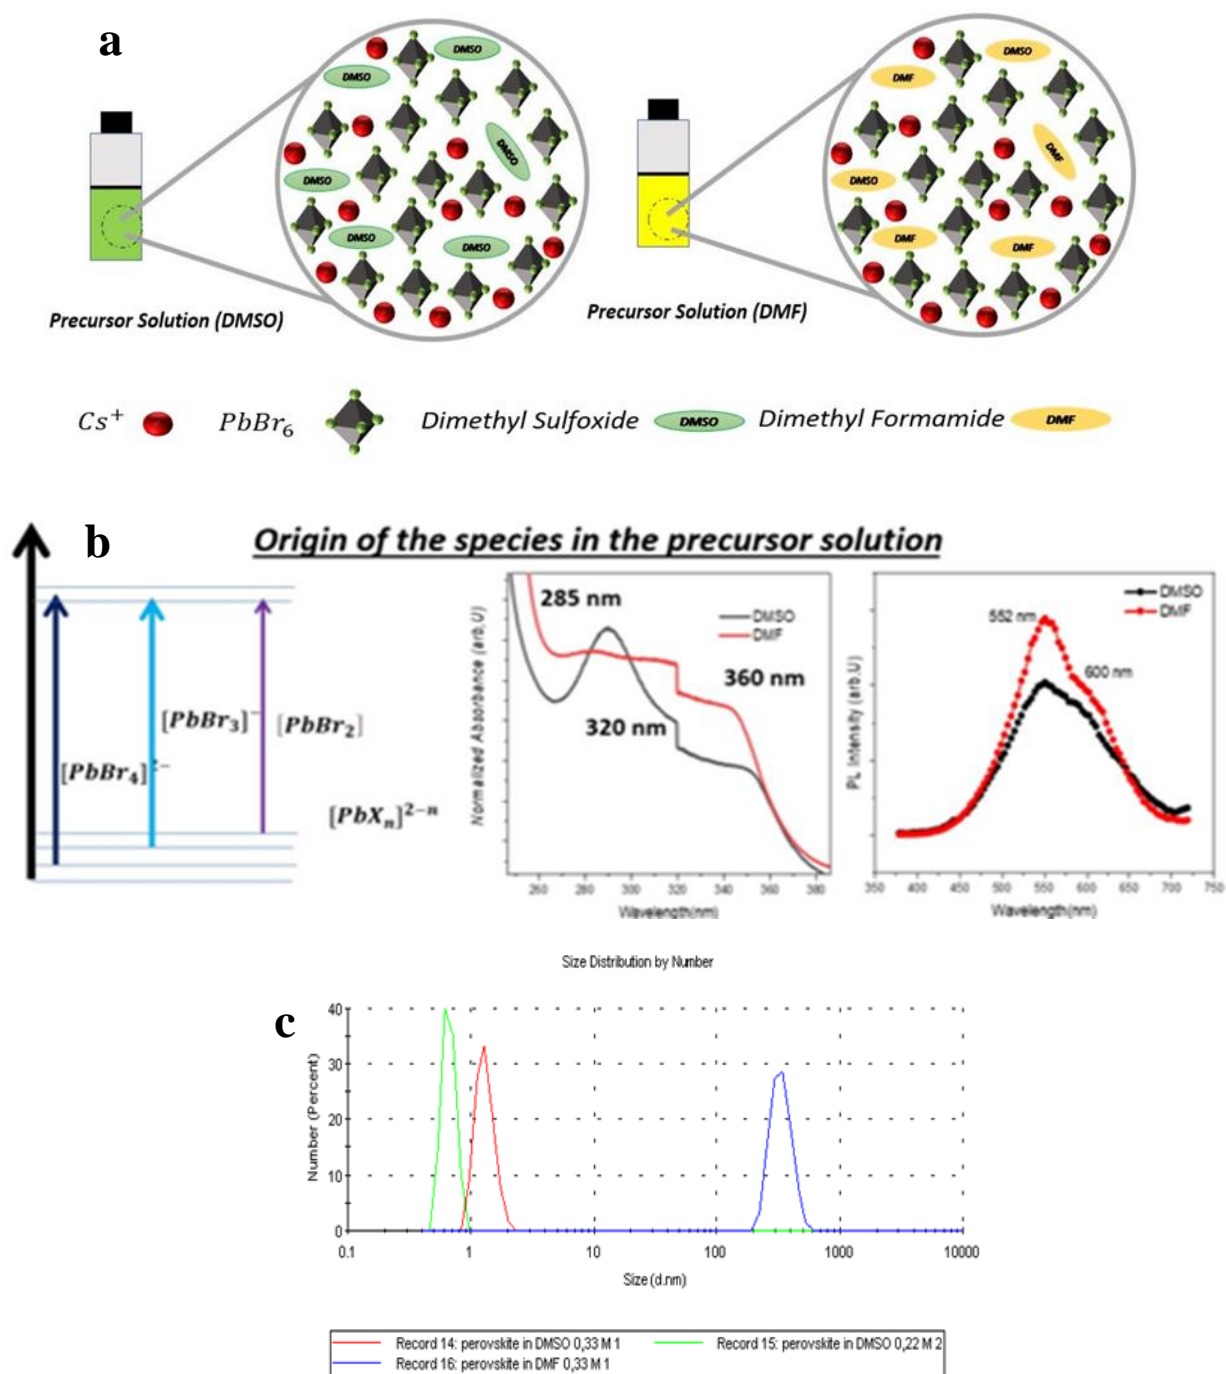 a
DMSO
DMSO
DMSO
DMSO
DMSO
DMSO
Precursor Solution (DMSO)
DMSO
DMF
DMF
DMSO
DMF
DMF
Precursor Solution (DMF)
Cs+
PbBr6
Dimethyl Sulfoxide
DMSO
Dimethyl Formamide
DMF
b
Origin of the species in the precursor solution
[PbBr4]2−
[PbBr3]−
[PbBr2]
[PbXn]2−n
Normalized Absorbance (arb,U)
285 nm
320 nm
360 nm
DMSO
DMF
260 280 300 320 340 360 380
Wavelength(nm)
PL Intensity (arb,U)
552 nm
600 nm
DMSO
DMF
350 400 450 500 550 600 650 700 750
Wavelength(nm)
c
Size Distribution by Number
Number (Percent)
40
30
20
10
0
0.1 1 10 100 1000 10000
Size (d.nm)
Record 14: perovskite in DMSO 0,33 M 1
Record 15: perovskite in DMSO 0,22 M 2
Record 16: perovskite in DMF 0,33 M 1